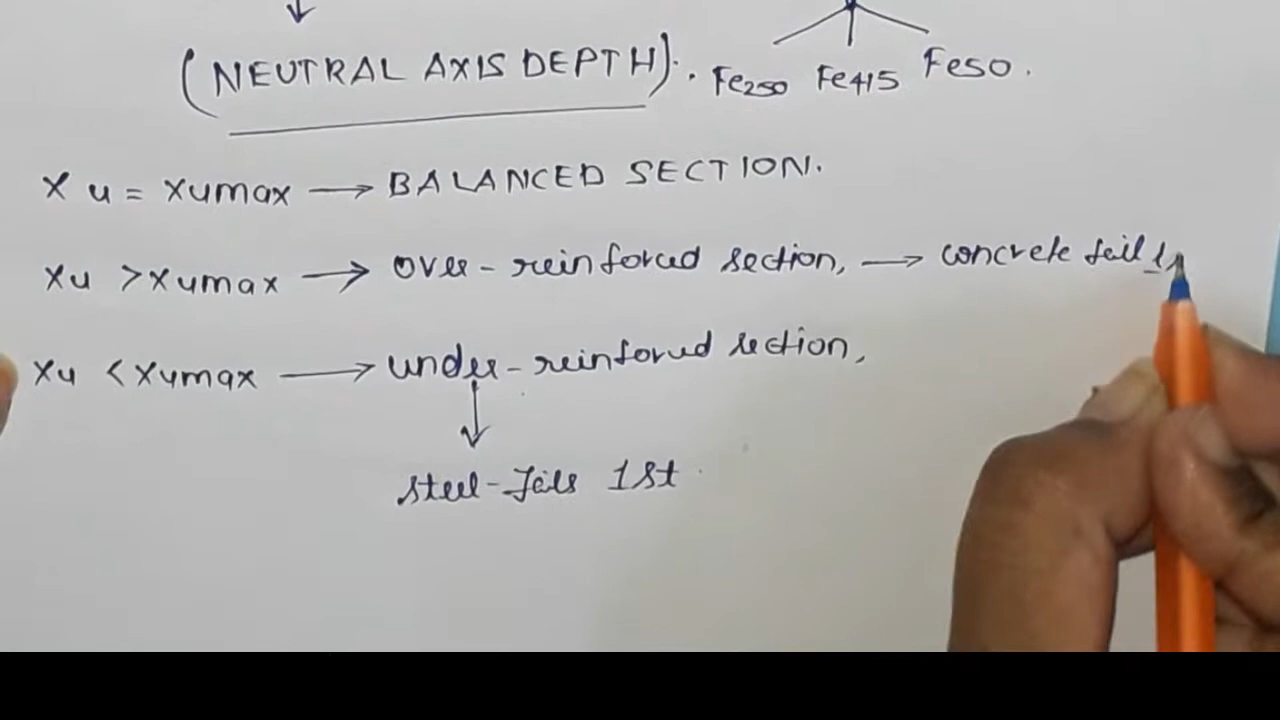 (NEUTRAL AXIS DEPTH). Fe250 Fe415 Fe50.
Xu = Xumax → BALANCED SECTION.
Xu > Xumax → over-reinforced section, → concrete fail 1s
Xu < Xumax → under-reinforced section,
↓
steel-fails 1st